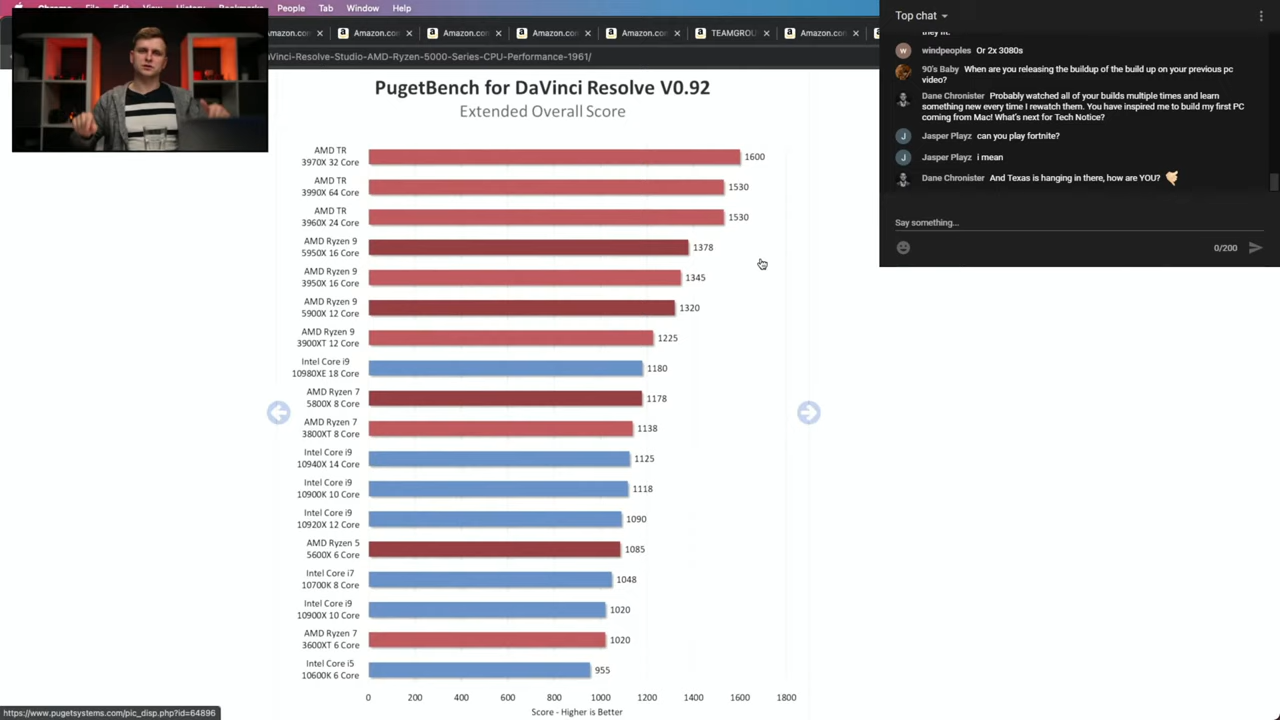 Chrome File Edit View History Bookmarks People Tab Window Help
amazon.com: × Amazon.com: × Amazon.com: × Amazon.com: × Amazon.com: × TEAMGROU × Amazon.com: ×
aVinci-Resolve-Studio-AMD-Ryzen-5000-Series-CPU-Performance-1961/
PugetBench for DaVinci Resolve V0.92
Extended Overall Score
AMD TR
3970X 32 Core
1600
AMD TR
3990X 64 Core
1530
AMD TR
3960X 24 Core
1530
AMD Ryzen 9
5950X 16 Core
1378
AMD Ryzen 9
3950X 16 Core
1345
AMD Ryzen 9
5900X 12 Core
1320
AMD Ryzen 9
3900XT 12 Core
1225
Intel Core i9
10980XE 18 Core
1180
AMD Ryzen 7
5800X 8 Core
1178
AMD Ryzen 7
3800XT 8 Core
1138
Intel Core i9
10940X 14 Core
1125
Intel Core i9
10900K 10 Core
1118
Intel Core i9
10920X 12 Core
1090
AMD Ryzen 5
5600X 6 Core
1085
Intel Core i7
10700K 8 Core
1048
Intel Core i9
10900X 10 Core
1020
AMD Ryzen 7
3600XT 6 Core
1020
Intel Core i5
10600K 6 Core
955
0 200 400 600 800 1000 1200 1400 1600 1800
Score - Higher is Better
https://www.pugetsystems.com/pic_disp.php?id=64896
Top chat
they fit.
windpeoples Or 2x 3080s
90's Baby When are you releasing the buildup of the build up on your previous pc
video?
Dane Chronister Probably watched all of your builds multiple times and learn
something new every time I rewatch them. You have inspired me to build my first PC
coming from Mac! What's next for Tech Notice?
J Jasper Playz can you play fortnite?
J Jasper Playz i mean
Dane Chronister And Texas is hanging in there, how are YOU?
Say something...
0/200